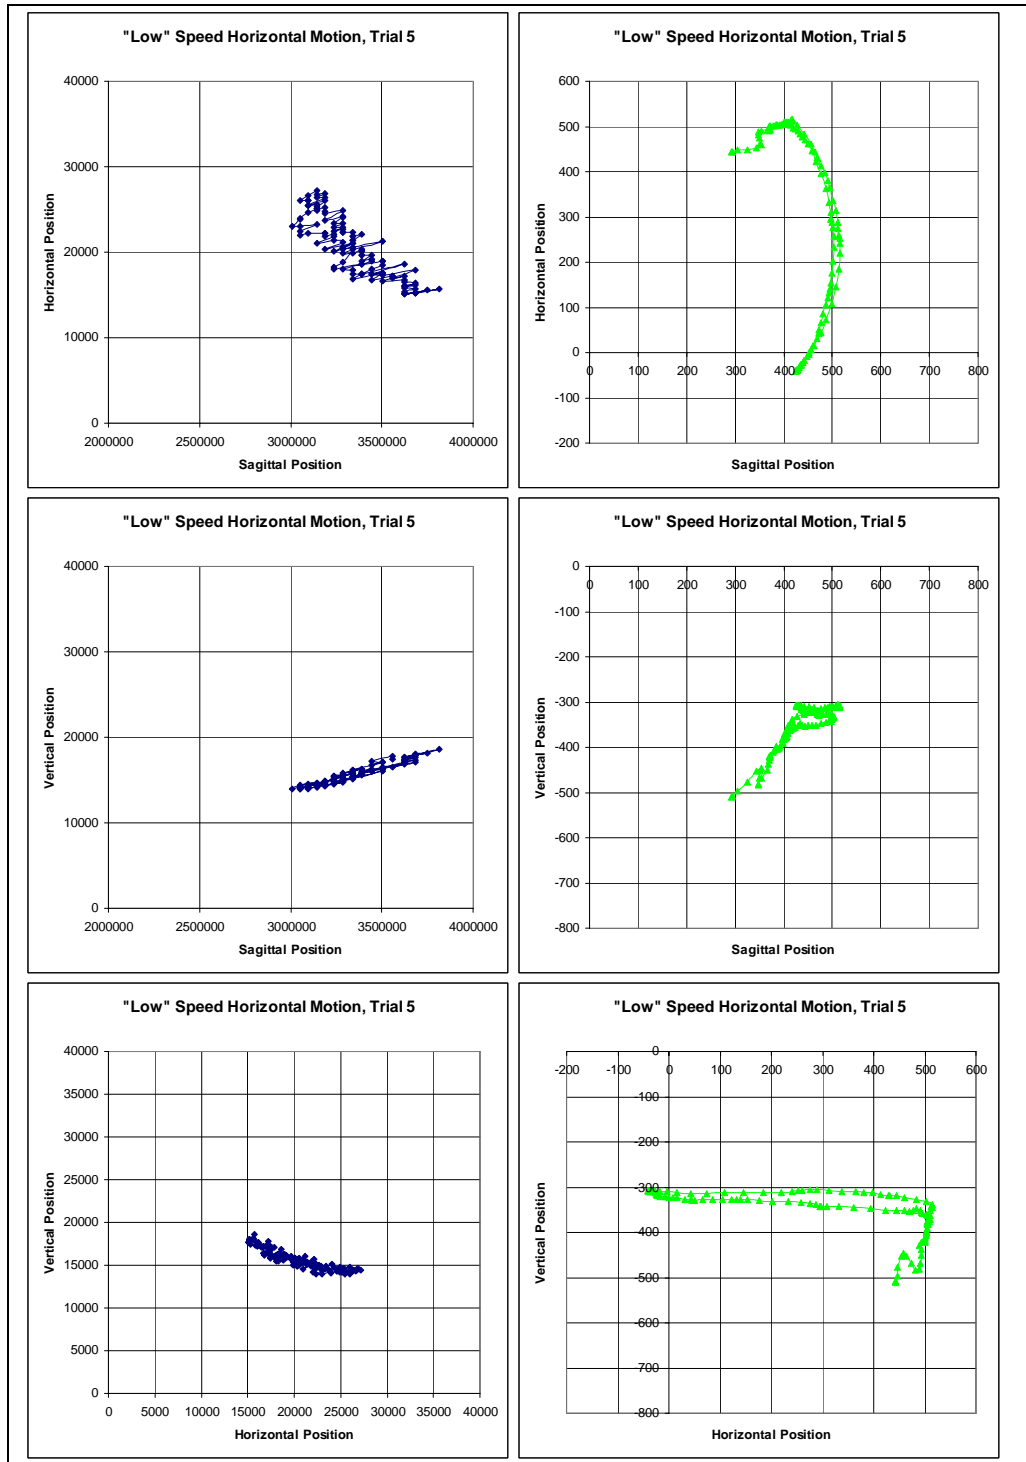 "Low" Speed Horizontal Motion, Trial 5
40000
30000
20000
10000
0
Horizontal Position
2000000 2500000 3000000 3500000 4000000
Sagittal Position
"Low" Speed Horizontal Motion, Trial 5
600
500
400
300
200
100
0
-100
-200
Horizontal Position
0 100 200 300 400 500 600 700 800
Sagittal Position
"Low" Speed Horizontal Motion, Trial 5
40000
30000
20000
10000
0
Vertical Position
2000000 2500000 3000000 3500000 4000000
Sagittal Position
"Low" Speed Horizontal Motion, Trial 5
0
-100
-200
-300
-400
-500
-600
-700
-800
Vertical Position
0 100 200 300 400 500 600 700 800
Sagittal Position
"Low" Speed Horizontal Motion, Trial 5
40000
35000
30000
25000
20000
15000
10000
5000
0
Vertical Position
0 5000 10000 15000 20000 25000 30000 35000 40000
Horizontal Position
"Low" Speed Horizontal Motion, Trial 5
0
-100
-200
-300
-400
-500
-600
-700
-800
Vertical Position
-200 -100 0 100 200 300 400 500 600
Horizontal Position